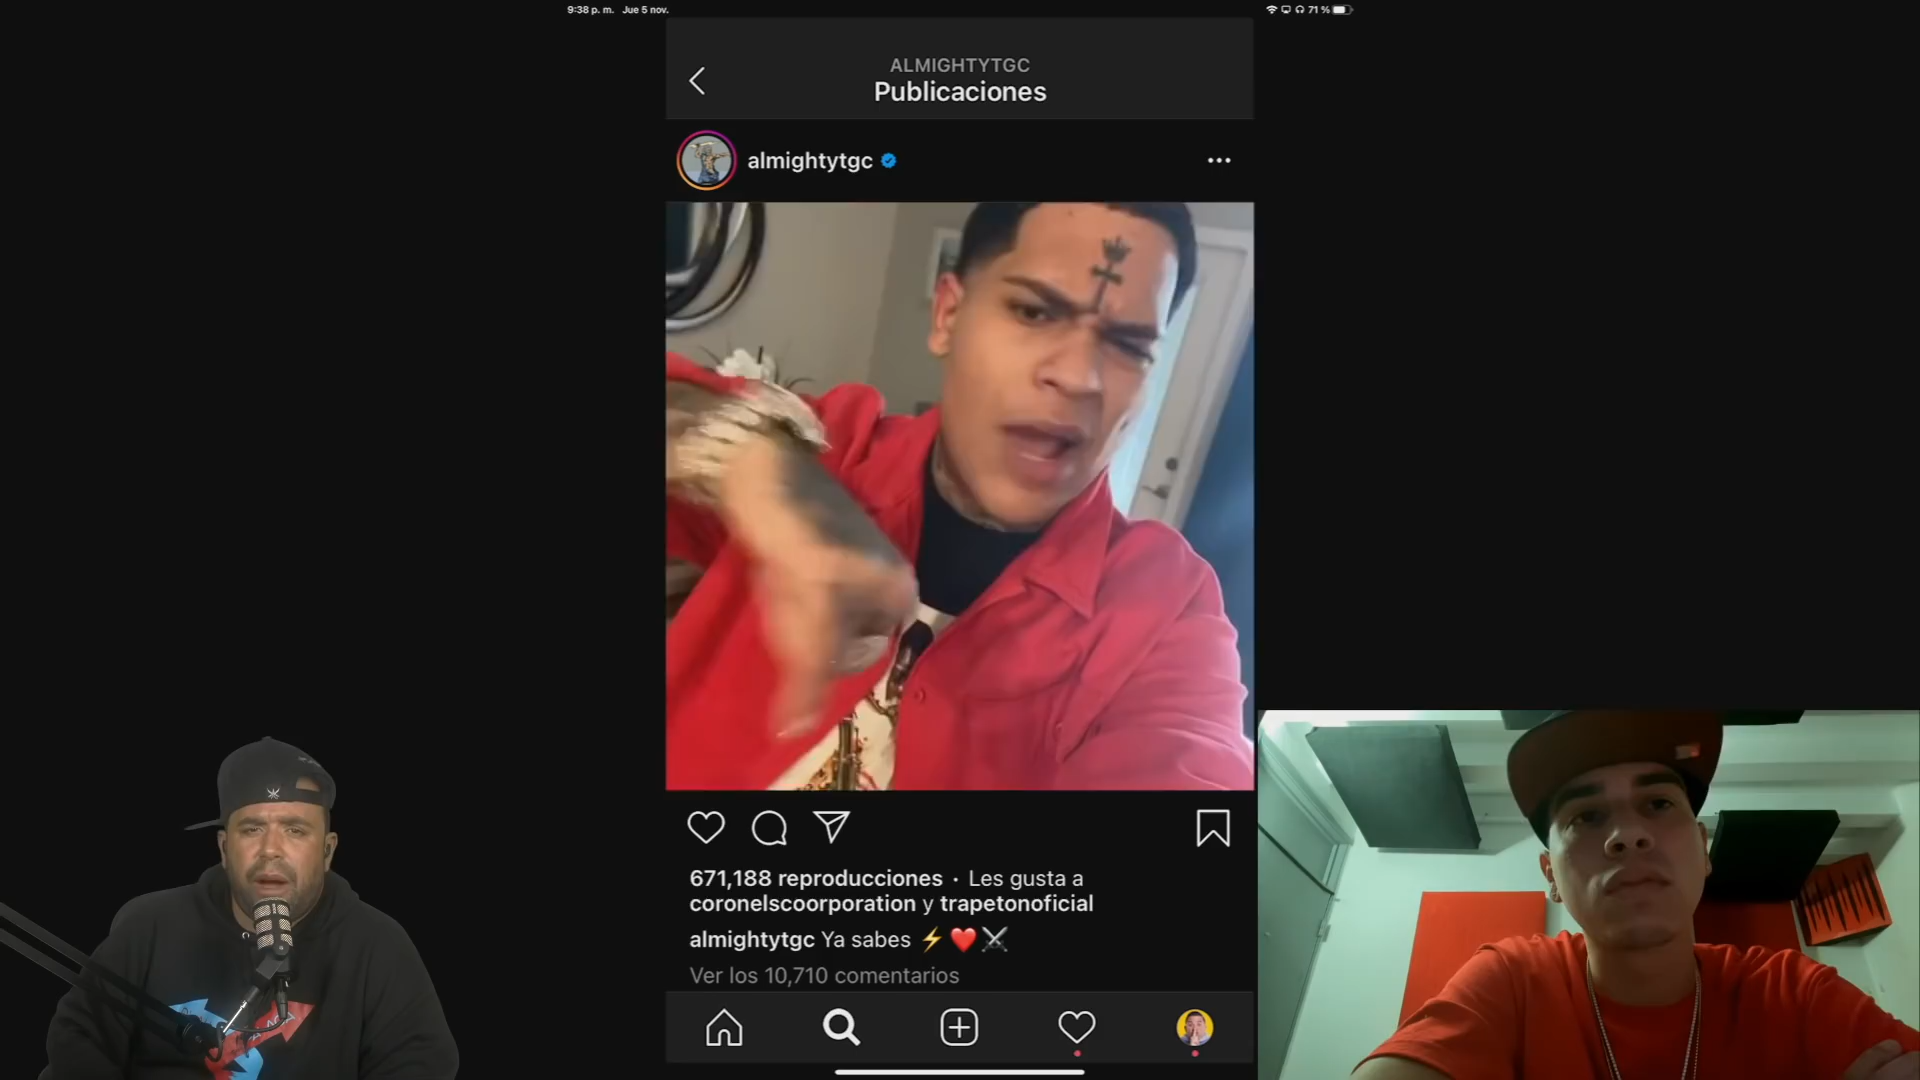 9:38 p. m. Jue 5 nov.
71 %
ALMIGHTYTGC
Publicaciones
almightytgc
671,188 reproducciones · Les gusta a
coronelscoorporation y trapetonoficial
almightytgc Ya sabes ⚡❤️⚔️
Ver los 10,710 comentarios